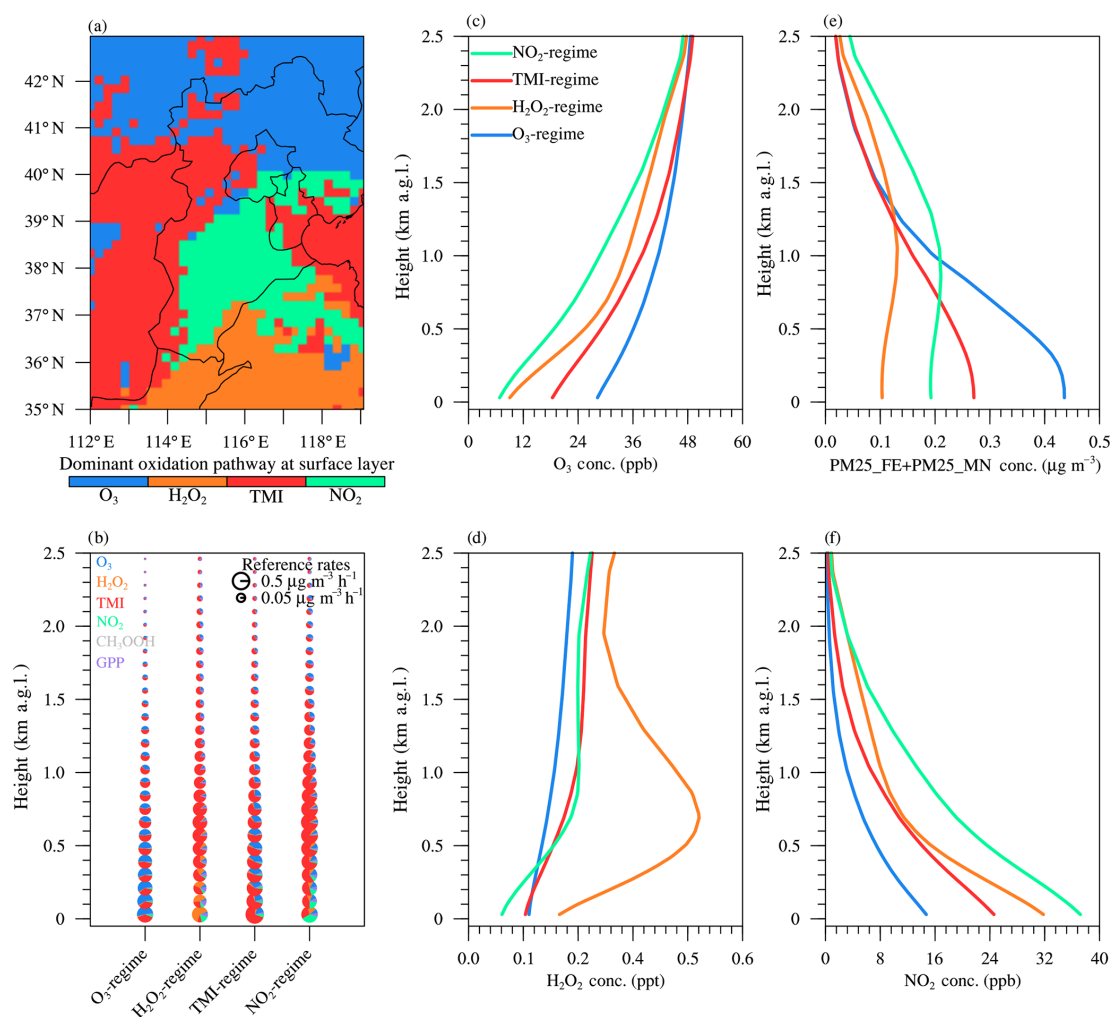 (a)
42° N
41° N
40° N
39° N
38° N
37° N
36° N
35° N
112° E
114° E
116° E
118° E
Dominant oxidation pathway at surface layer
O₃
H₂O₂
TMI
NO₂
(c)
2.5
2.0
1.5
1.0
0.5
0
Height (km a.g.l.)
NO₂-regime
TMI-regime
H₂O₂-regime
O₃-regime
0
12
24
36
48
60
O₃ conc. (ppb)
(e)
2.5
2.0
1.5
1.0
0.5
0
Height (km a.g.l.)
0.0
0.1
0.2
0.3
0.4
0.5
PM25_FE+PM25_MN conc. (μg m⁻³)
(b)
2.5
2.0
1.5
1.0
0.5
0
Height (km a.g.l.)
O₃
H₂O₂
TMI
NO₂
CH₃OOH
GPP
Reference rates
0.5 μg m⁻³ h⁻¹
0.05 μg m⁻³ h⁻¹
O₃-regime
H₂O₂-regime
TMI-regime
NO₂-regime
(d)
2.5
2.0
1.5
1.0
0.5
0
Height (km a.g.l.)
0.0
0.1
0.2
0.4
0.5
0.6
H₂O₂ conc. (ppt)
(f)
2.5
2.0
1.5
1.0
0.5
0
Height (km a.g.l.)
0
8
16
24
32
40
NO₂ conc. (ppb)